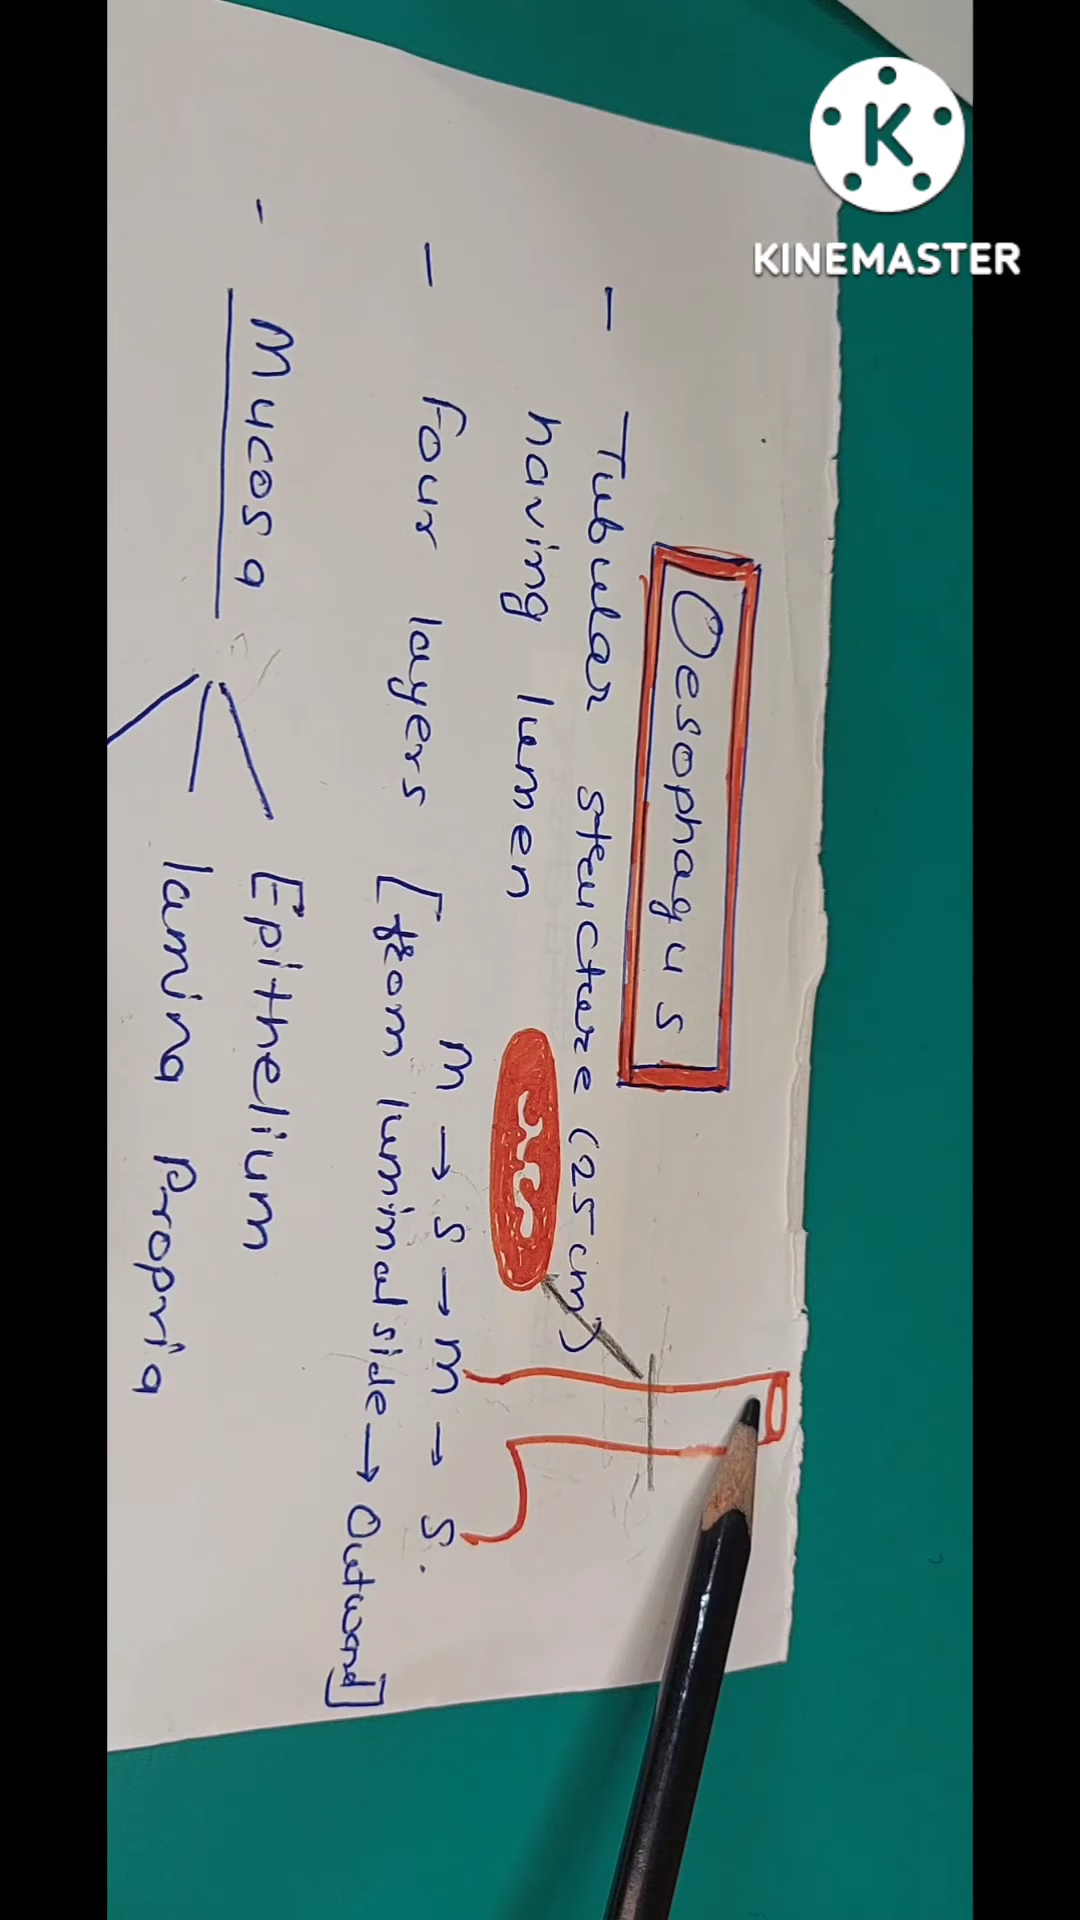 KINEMASTER
Oesophagus
- Tubular structure (25 cm)
having lumen
m → s → m → s.
- Four layers [from luminal side → Outward]
- Mucosa
Epithelium
lamina propria